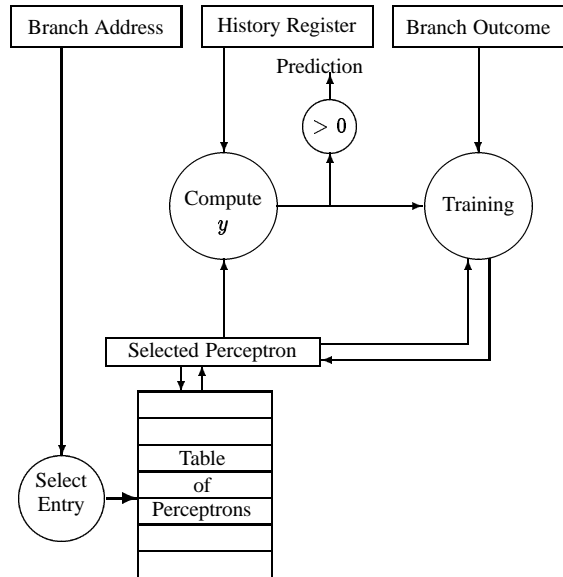 Branch Address
History Register
Branch Outcome
Prediction
> 0
Compute
y
Training
Selected Perceptron
Table
of
Perceptrons
Select
Entry